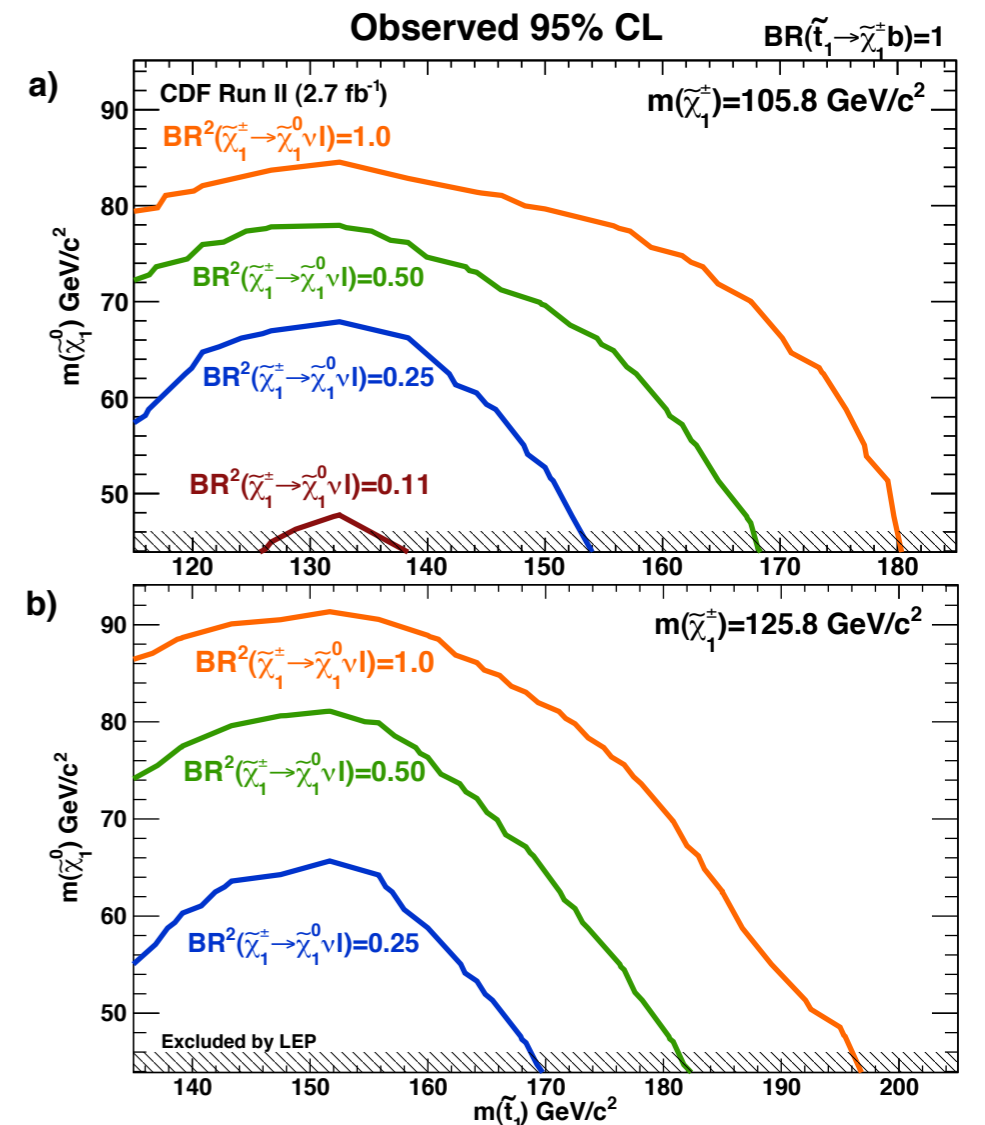 Observed 95% CL
BR(t̃₁→χ̃₁±b)=1
a)
CDF Run II (2.7 fb⁻¹)
m(χ̃₁±)=105.8 GeV/c²
BR²(χ̃₁±→χ̃₁⁰νl)=1.0
BR²(χ̃₁±→χ̃₁⁰νl)=0.50
BR²(χ̃₁±→χ̃₁⁰νl)=0.25
BR²(χ̃₁±→χ̃₁⁰νl)=0.11
m(χ̃₁⁰) GeV/c²
90
80
70
60
50
120 130 140 150 160 170 180
b)
m(χ̃₁±)=125.8 GeV/c²
BR²(χ̃₁±→χ̃₁⁰νl)=1.0
BR²(χ̃₁±→χ̃₁⁰νl)=0.50
BR²(χ̃₁±→χ̃₁⁰νl)=0.25
Excluded by LEP
m(χ̃₁⁰) GeV/c²
90
80
70
60
50
140 150 160 170 180 190 200
m(t̃₁) GeV/c²